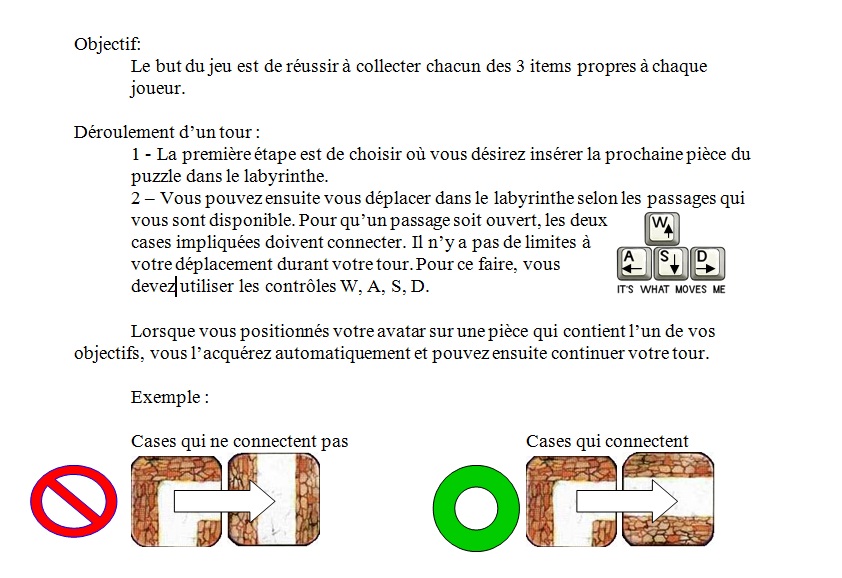 Objectif:
Le but du jeu est de réussir à collecter chacun des 3 items propres à chaque
joueur.
Déroulement d’un tour :
1 - La première étape est de choisir où vous désirez insérer la prochaine pièce du
puzzle dans le labyrinthe.
2 – Vous pouvez ensuite vous déplacer dans le labyrinthe selon les passages qui
vous sont disponible. Pour qu’un passage soit ouvert, les deux
cases impliquées doivent connecter. Il n’y a pas de limites à
votre déplacement durant votre tour. Pour ce faire, vous
devez utiliser les contrôles W, A, S, D.
W
A S D
IT'S WHAT MOVES ME
Lorsque vous positionnés votre avatar sur une pièce qui contient l’un de vos
objectifs, vous l’acquérez automatiquement et pouvez ensuite continuer votre tour.
Exemple :
Cases qui ne connectent pas
Cases qui connectent